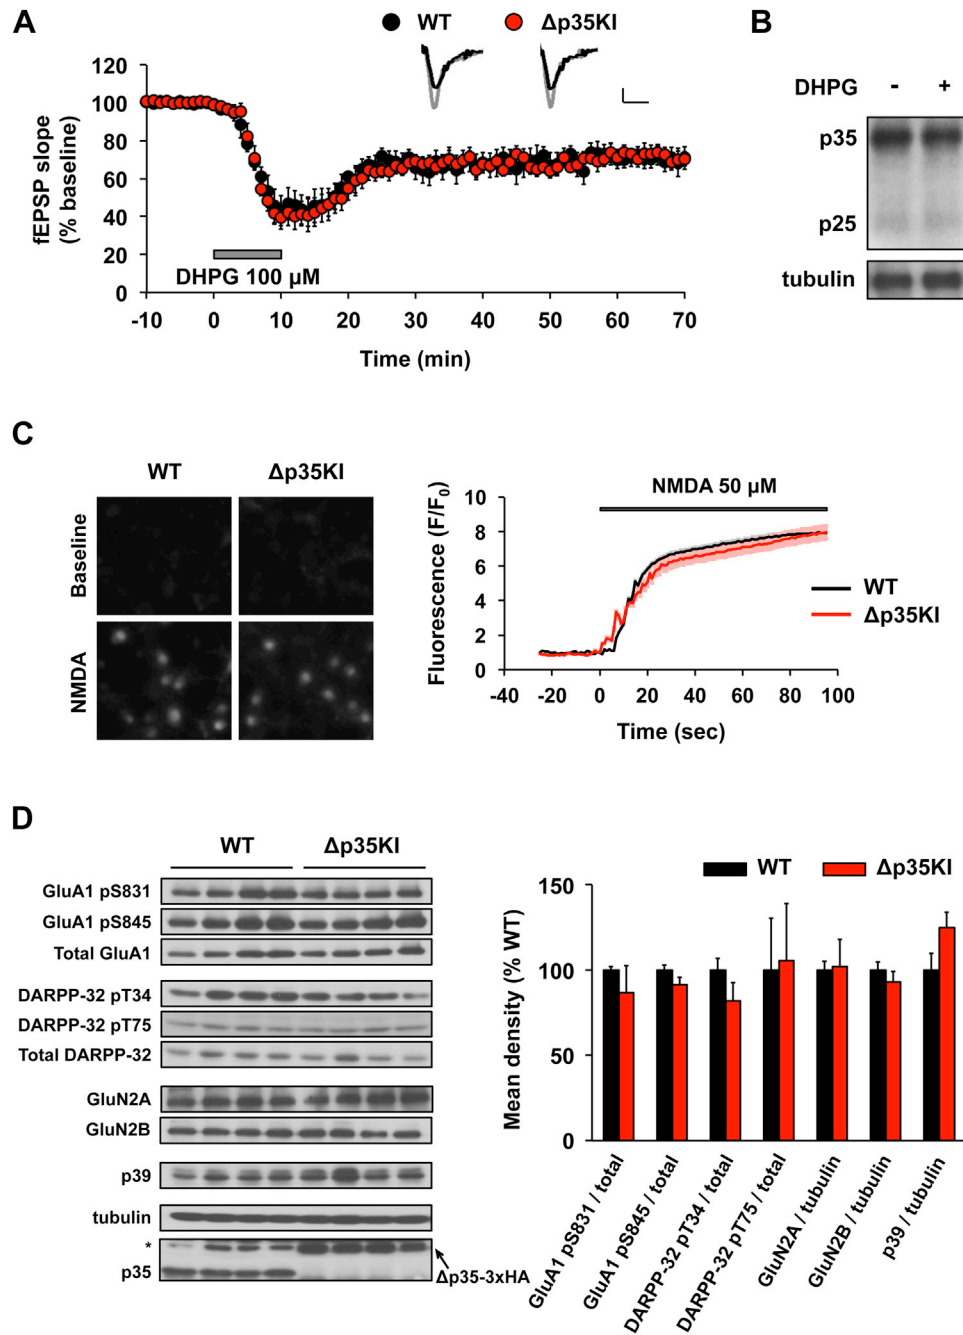 A
WT
Δp35KI
fEPSP slope
(% baseline)
120
100
80
60
40
20
0
DHPG 100 μM
-10
0
10
20
30
40
50
60
70
Time (min)
B
DHPG - +
p35
p25
tubulin
C
WT Δp35KI
Baseline
NMDA
NMDA 50 μM
Fluorescence (F/F₀)
10
8
6
4
2
0
-40 -20 0 20 40 60 80 100
Time (sec)
WT
Δp35KI
D
WT Δp35KI
GluA1 pS831
GluA1 pS845
Total GluA1
DARPP-32 pT34
DARPP-32 pT75
Total DARPP-32
GluN2A
GluN2B
p39
tubulin
*
p35
Δp35-3xHA
WT Δp35KI
Mean density (% WT)
150
100
50
0
GluA1 pS831 / total
GluA1 pS845 / total
DARPP-32 pT34 / total
DARPP-32 pT75 / total
GluN2A / tubulin
GluN2B / tubulin
p39 / tubulin